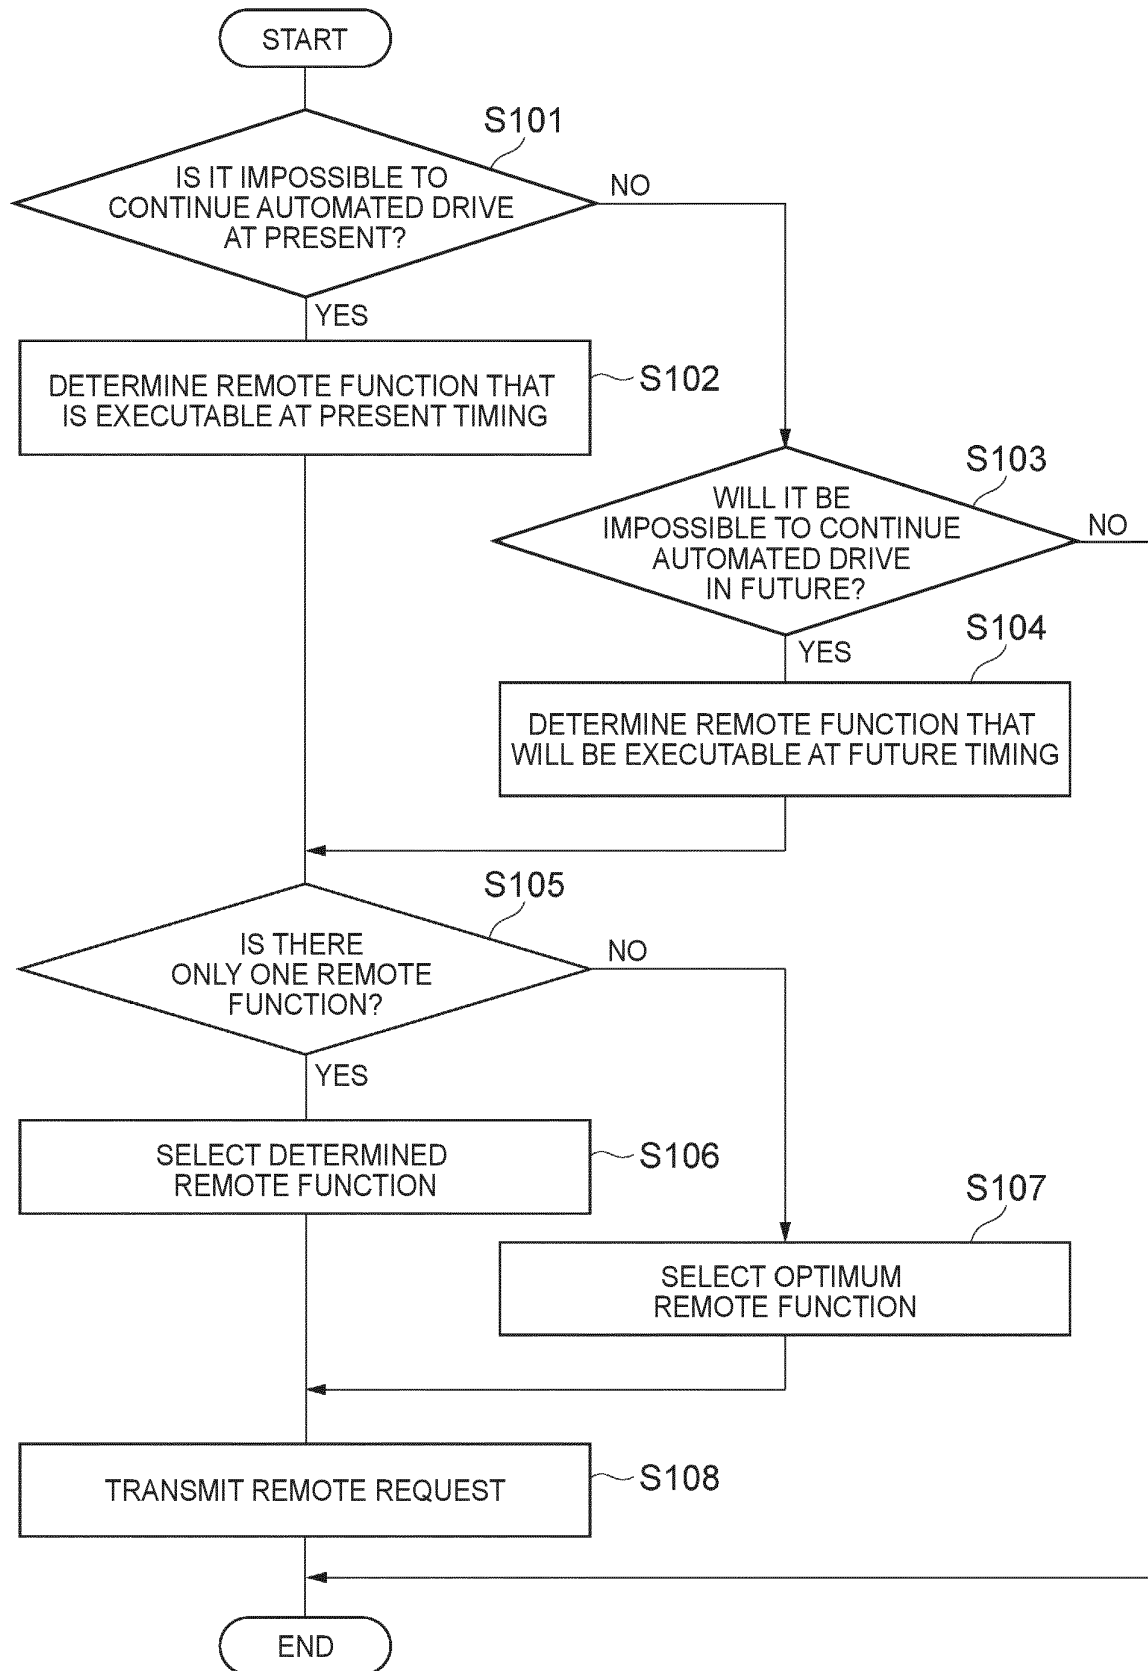 START
S101
IS IT IMPOSSIBLE TO
CONTINUE AUTOMATED DRIVE
AT PRESENT?
NO
YES
DETERMINE REMOTE FUNCTION THAT
IS EXECUTABLE AT PRESENT TIMING
S102
S103
WILL IT BE
IMPOSSIBLE TO CONTINUE
AUTOMATED DRIVE
IN FUTURE?
NO
YES
S104
DETERMINE REMOTE FUNCTION THAT
WILL BE EXECUTABLE AT FUTURE TIMING
S105
IS THERE
ONLY ONE REMOTE
FUNCTION?
NO
YES
SELECT DETERMINED
REMOTE FUNCTION
S106
S107
SELECT OPTIMUM
REMOTE FUNCTION
TRANSMIT REMOTE REQUEST
S108
END